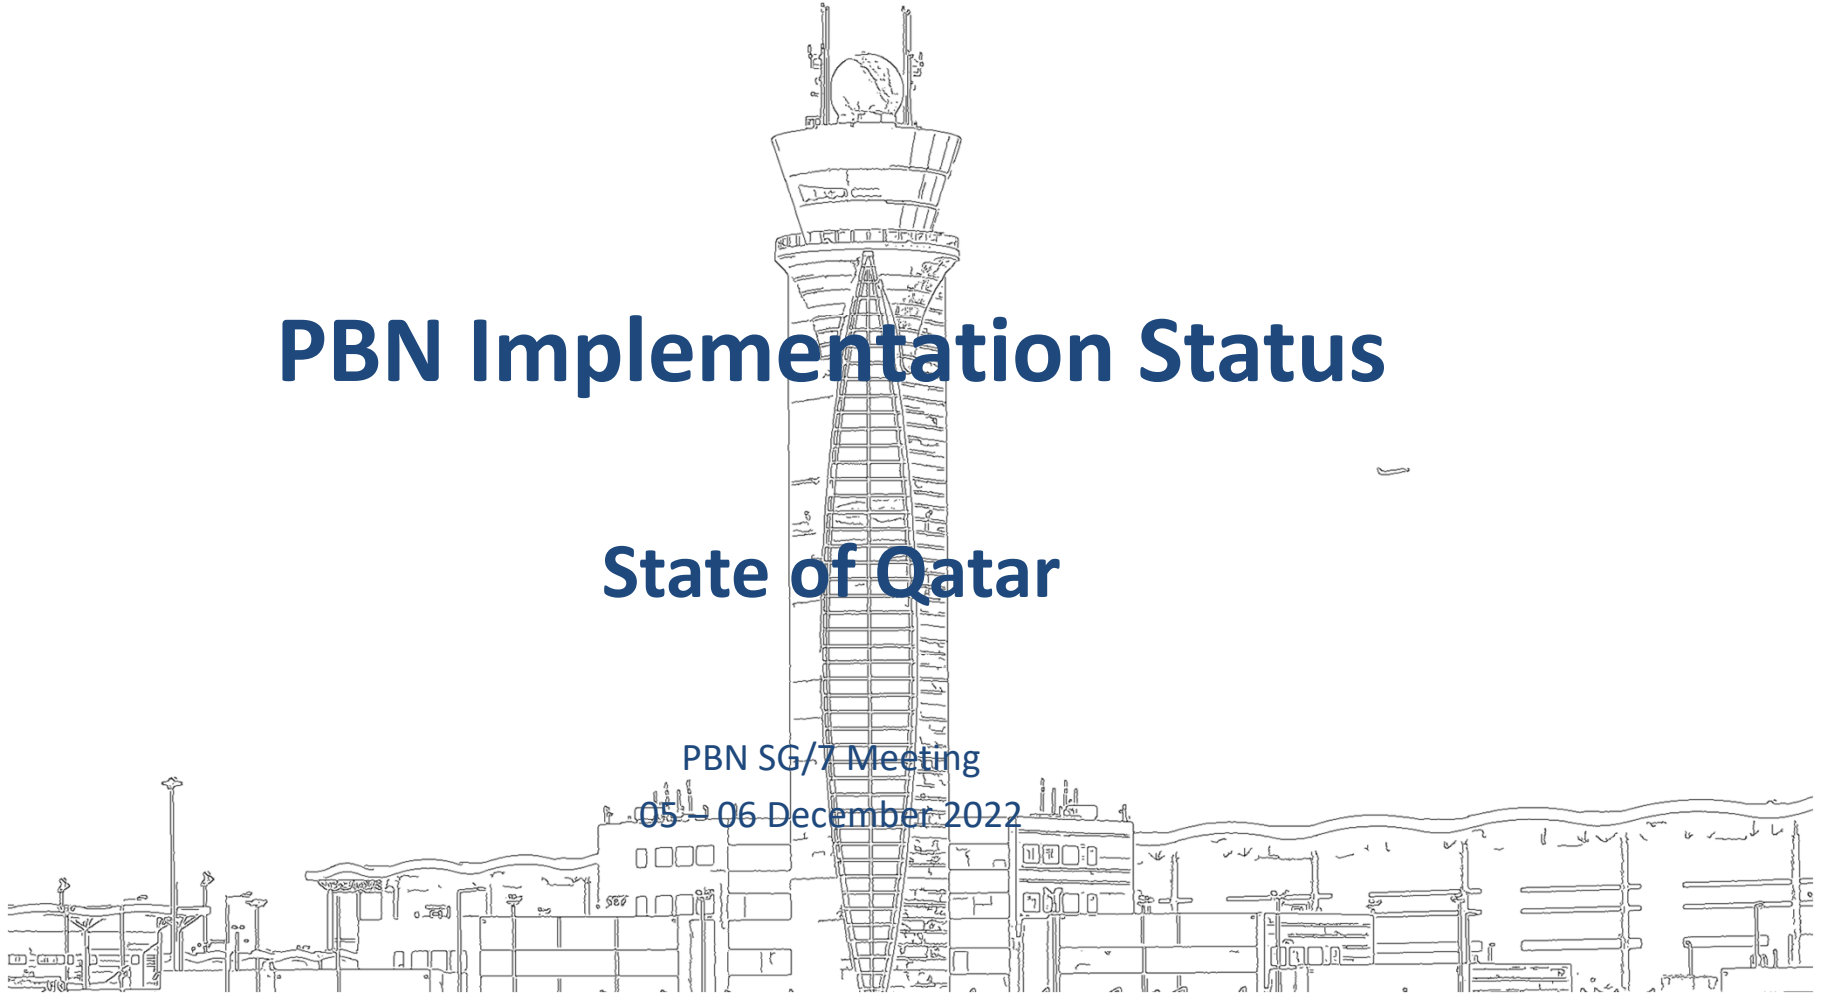 PBN Implementation Status
State of Qatar
PBN SG/7 Meeting
05 – 06 December 2022